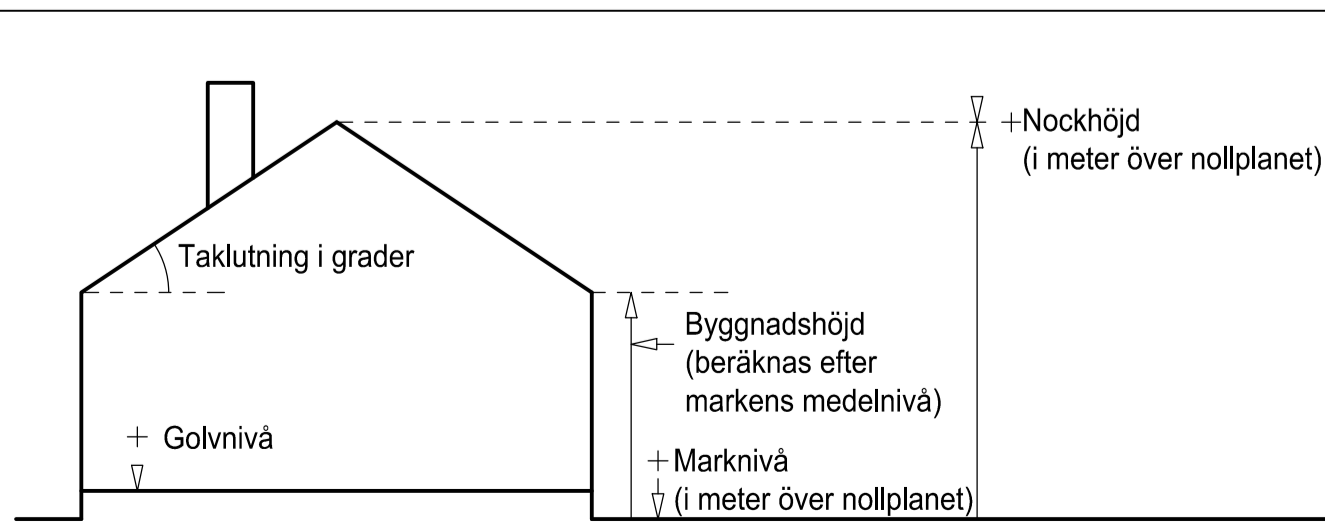 +Nockhöjd
(i meter över nollplanet)
Taklutning i grader
Byggnadshöjd
(beräknas efter
markens medelnivå)
+ Golvnivå
+Marknivå
(i meter över nollplanet)